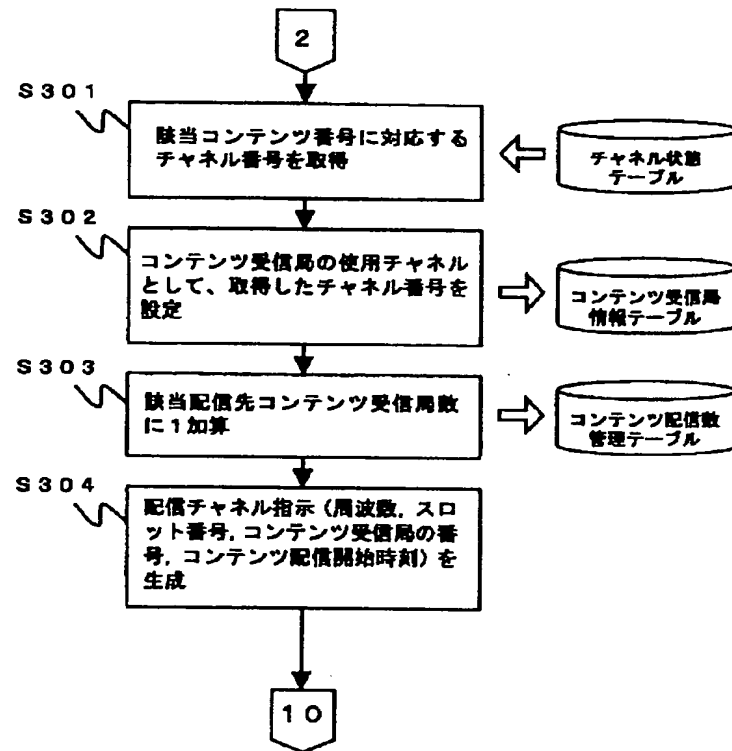 2
S301
該当コンテンツ番号に対応する
チャネル番号を取得
チャネル状態
テーブル
S302
コンテンツ受信局の使用チャネル
として、取得したチャネル番号を
設定
コンテンツ受信局
情報テーブル
S303
該当配信先コンテンツ受信局数
に1加算
コンテンツ配信数
管理テーブル
S304
配信チャネル指示（周波数，スロ
ット番号，コンテンツ受信局の番
号，コンテンツ配信開始時刻）を
生成
10